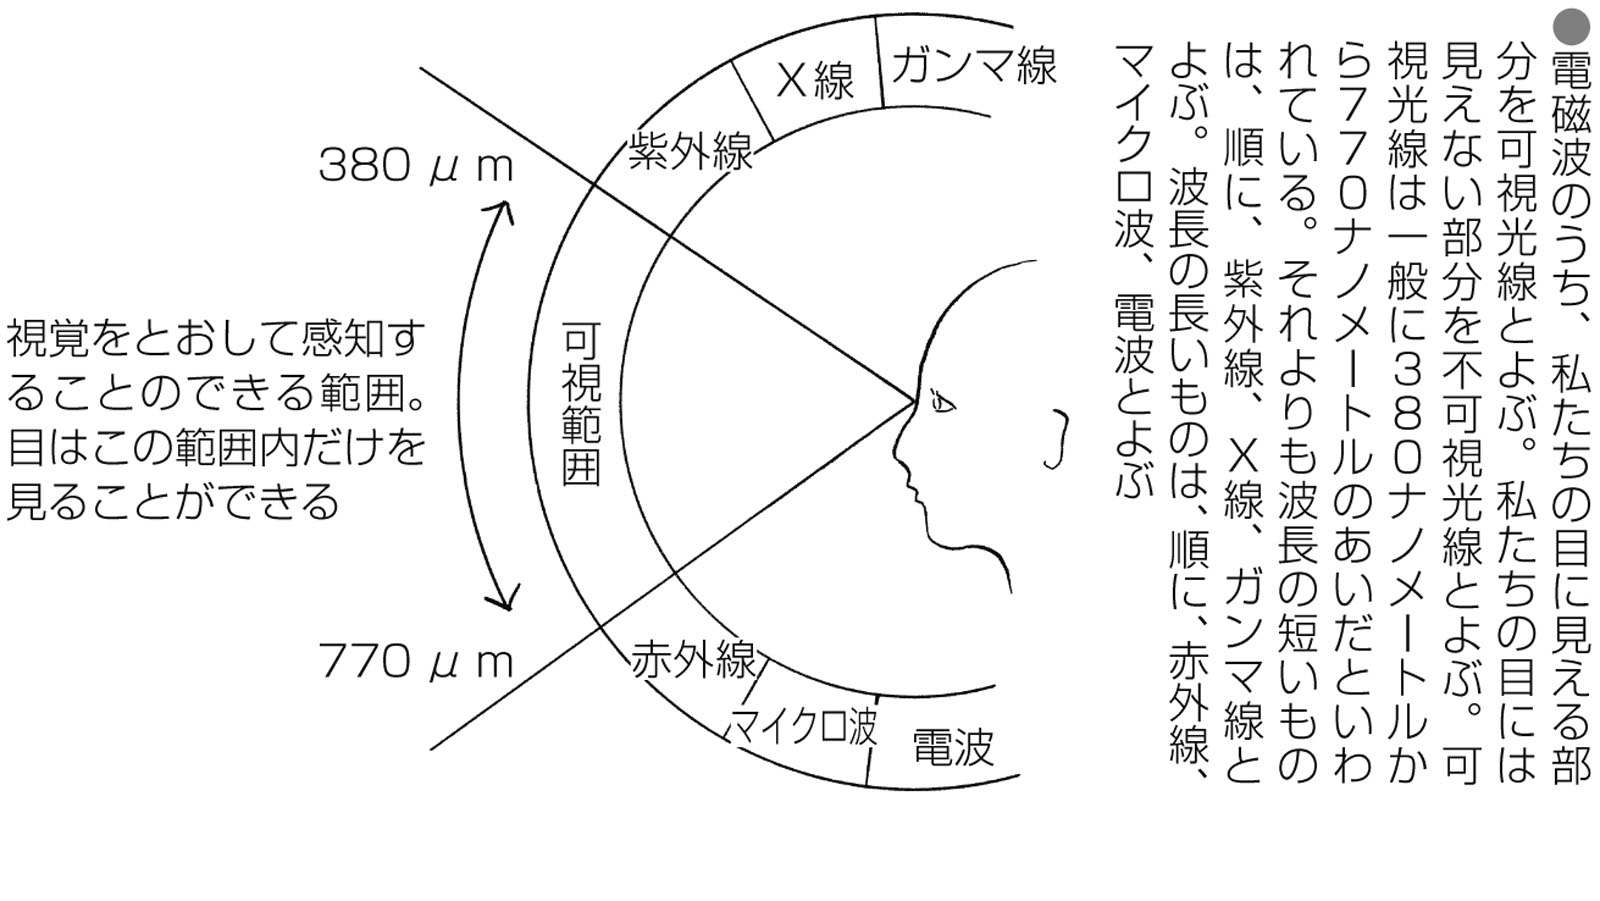 ●電磁波のうち、私たちの目に見える部
分を可視光線とよぶ。私たちの目には
見えない部分を不可視光線とよぶ。可
視光線は一般に３８０ナノメートルか
ら７７０ナノメートルのあいだといわ
れている。それよりも波長の短いもの
は、順に、紫外線、Ｘ線、ガンマ線と
よぶ。波長の長いものは、順に、赤外線、
マイクロ波、電波とよぶ
ガンマ線
X線
紫外線
380 μm
可視範囲
視覚をとおして感知す
ることのできる範囲。
目はこの範囲内だけを
見ることができる
770 μm
赤外線
マイクロ波
電波